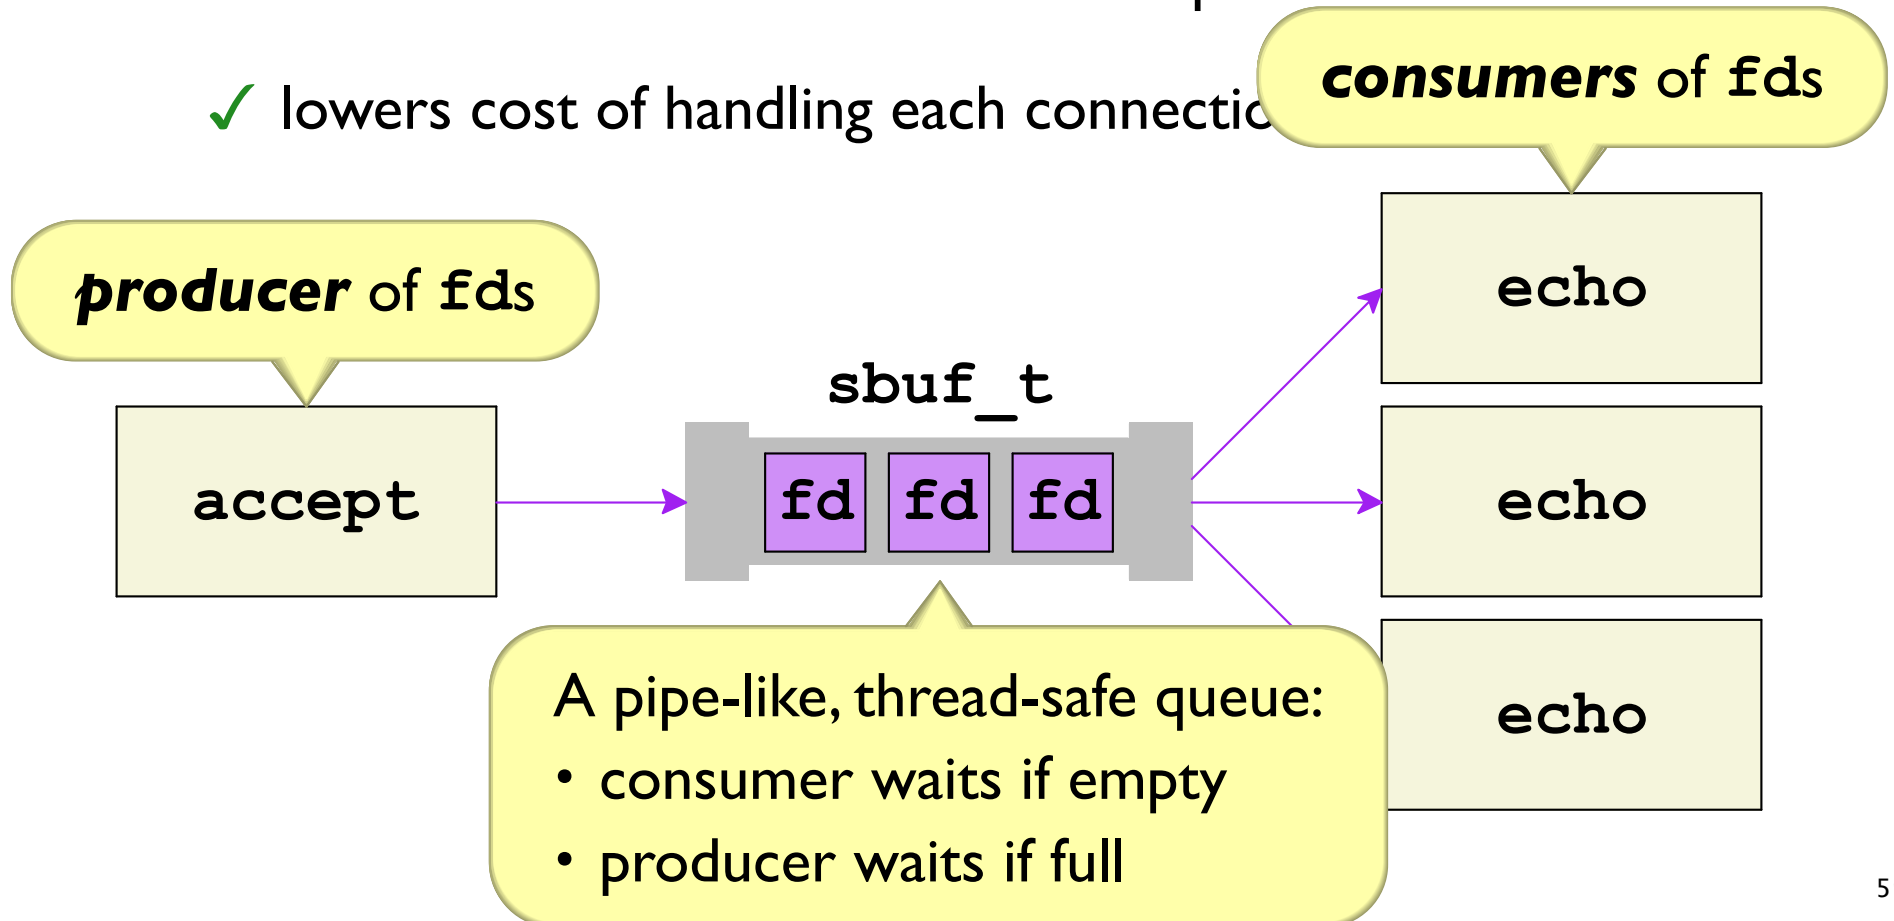 ✓ lowers cost of handling each connectio
consumers of fds
producer of fds
echo
sbuf_t
accept
fd fd fd
echo
A pipe-like, thread-safe queue:
• consumer waits if empty
• producer waits if full
echo
5